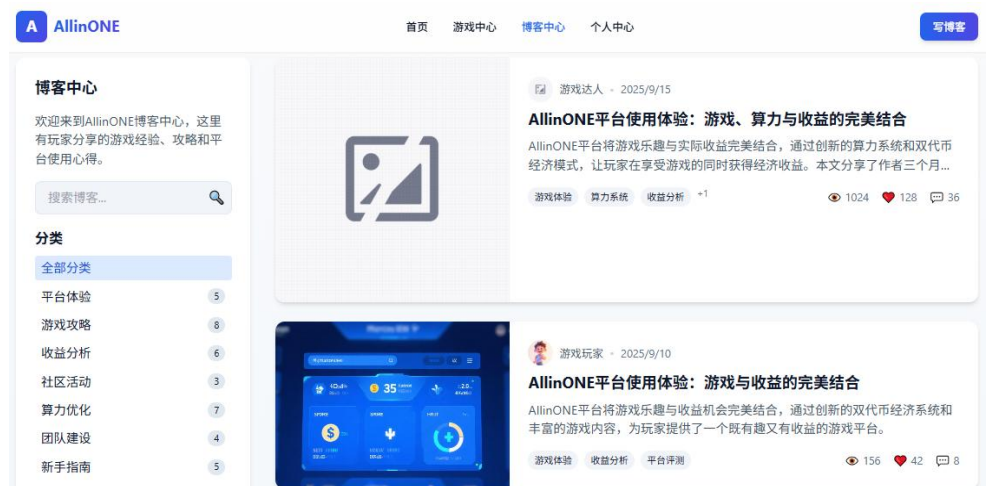 A AllinONE
首页 游戏中心 博客中心 个人中心
写博客
博客中心
欢迎来到AllinONE博客中心，这里
有玩家分享的游戏经验、攻略和平
台使用心得。
搜索博客...
分类
全部分类
平台体验 5
游戏攻略 8
收益分析 6
社区活动 3
算力优化 7
团队建设 4
新手指南 5
游戏达人 • 2025/9/15
AllinONE平台使用体验：游戏、算力与收益的完美结合
AllinONE平台将游戏乐趣与实际收益完美结合，通过创新的算力系统和双代币
经济模式，让玩家在享受游戏的同时获得经济收益。本文分享了作者三个月...
游戏体验 算力系统 收益分析 +1
1024 128 36
35
游戏玩家 • 2025/9/10
AllinONE平台使用体验：游戏与收益的完美结合
AllinONE平台将游戏乐趣与收益机会完美结合，通过创新的双代币经济系统和
丰富的游戏内容，为玩家提供了一个既有趣又有收益的游戏平台。
游戏体验 收益分析 平台评测
156 42 8